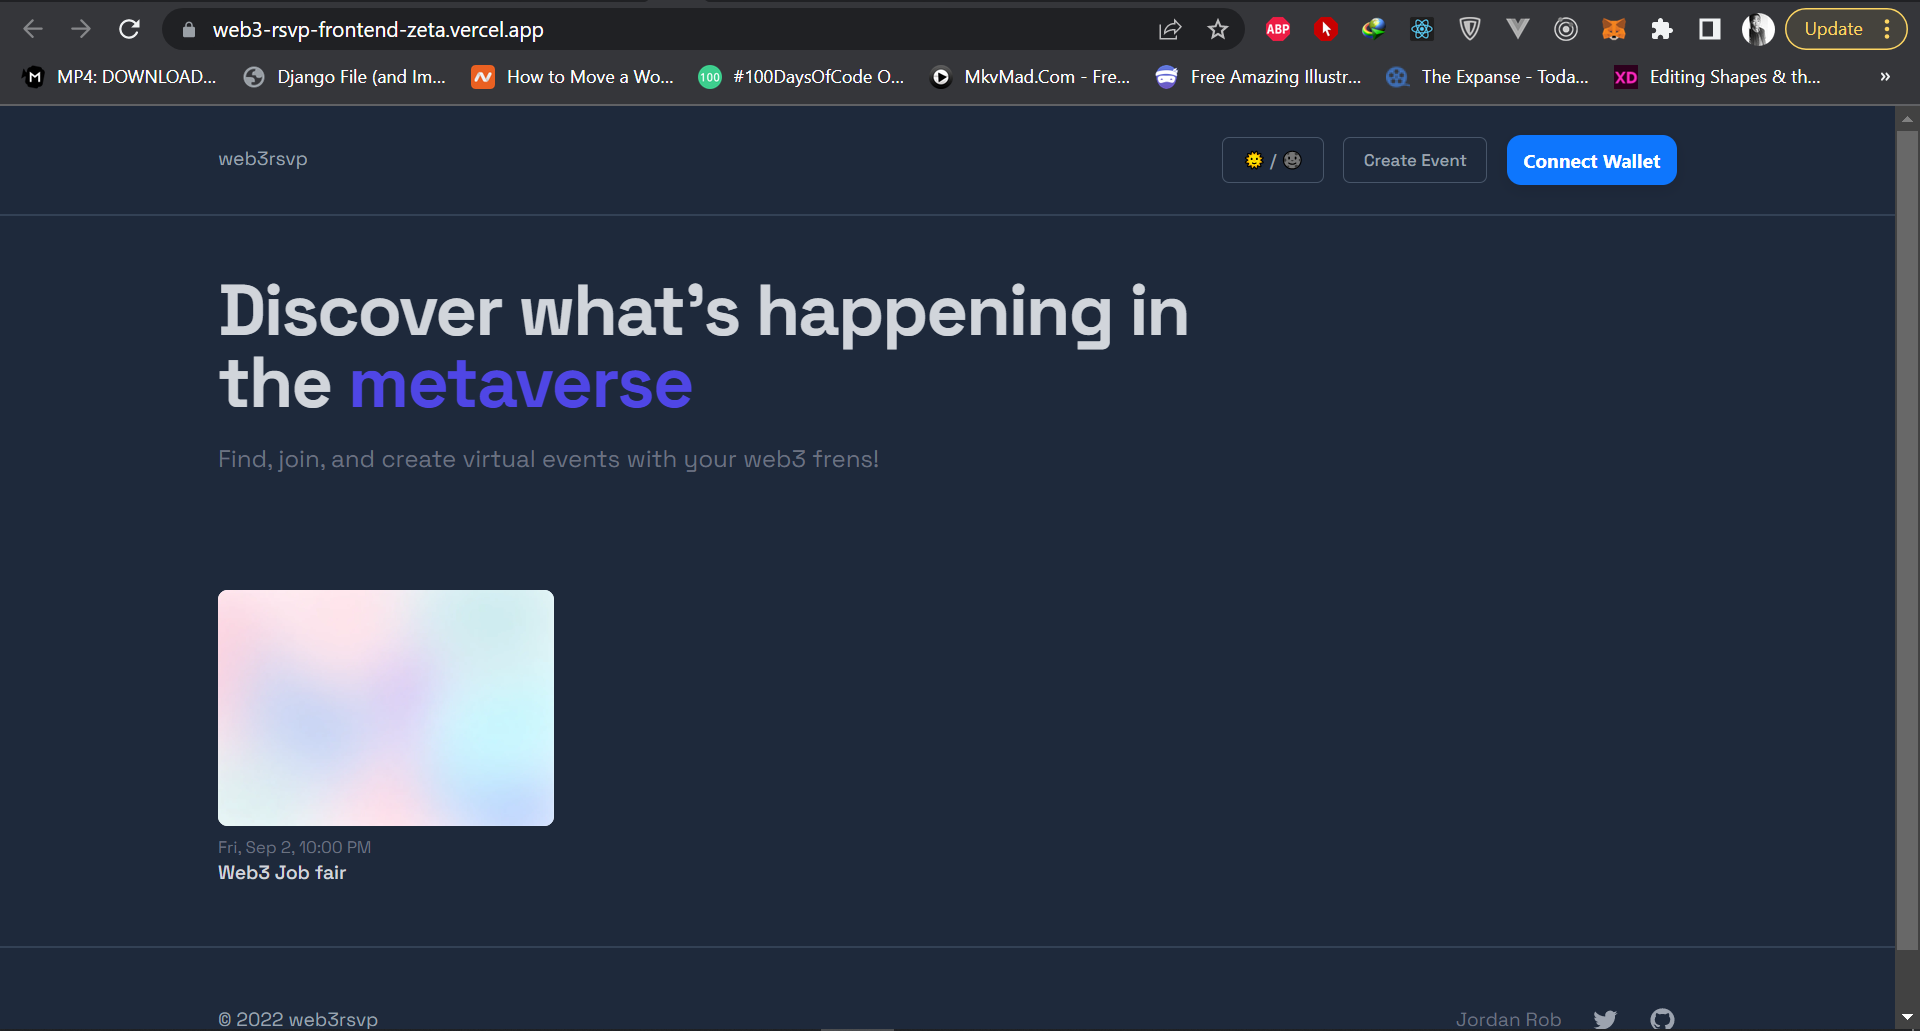 web3-rsvp-frontend-zeta.vercel.app
ABP
Update
MP4: DOWNLOAD...
Django File (and Im...
How to Move a Wo...
100
#100DaysOfCode O...
MkvMad.Com - Fre...
Free Amazing Illustr...
The Expanse - Toda...
XD
Editing Shapes & th...
»
web3rsvp
🌞 / 🌚
Create Event
Connect Wallet
Discover what's happening in
the metaverse
Find, join, and create virtual events with your web3 frens!
Fri, Sep 2, 10:00 PM
Web3 Job fair
© 2022 web3rsvp
Jordan Rob